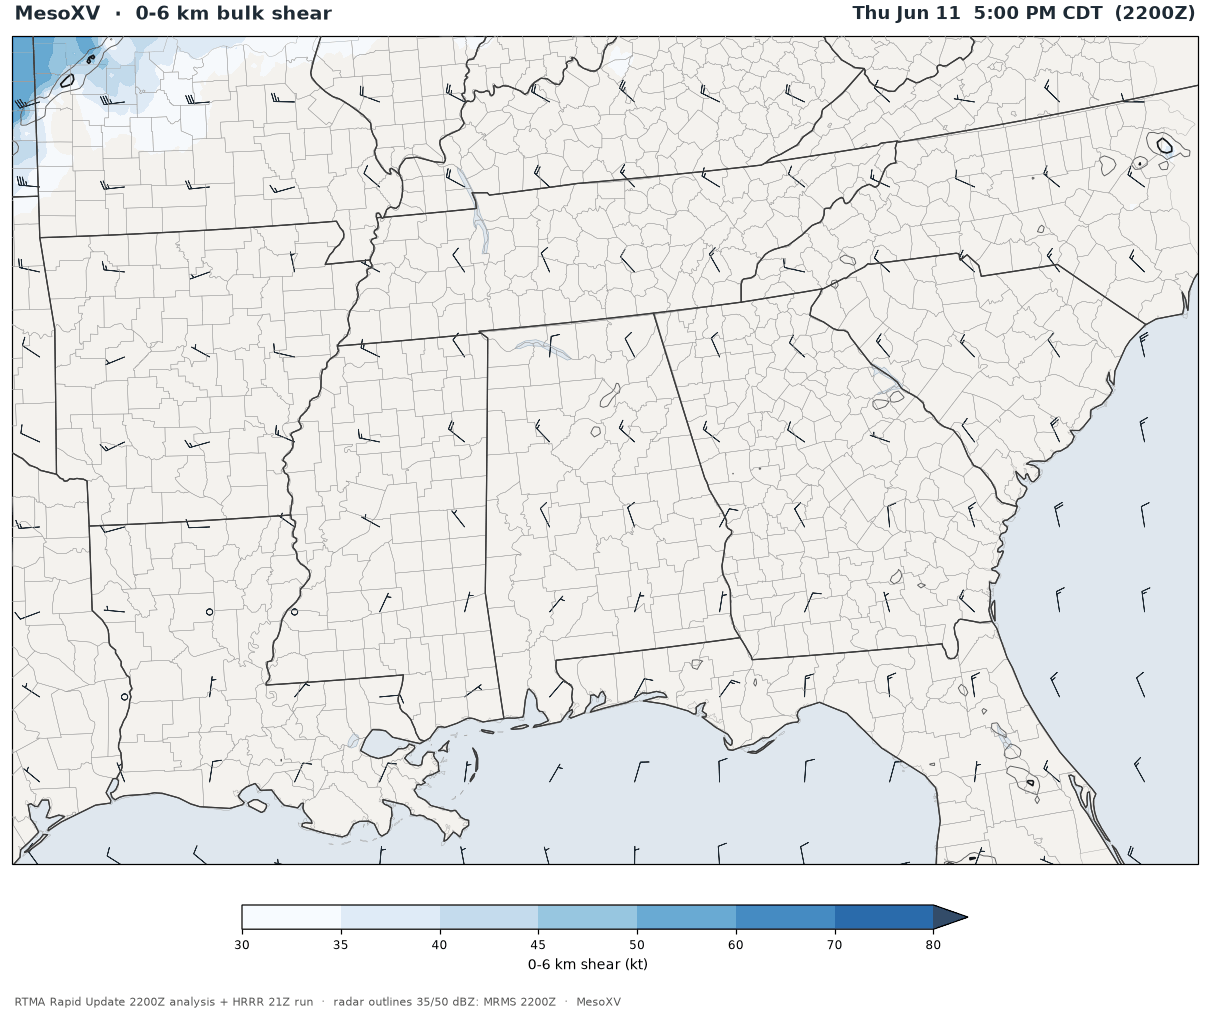 MesoXV · 0-6 km bulk shear
Thu Jun 11 5:00 PM CDT (2200Z)
30 35 40 45 50 60 70 80
0-6 km shear (kt)
RTMA Rapid Update 2200Z analysis + HRRR 21Z run · radar outlines 35/50 dBZ: MRMS 2200Z · MesoXV